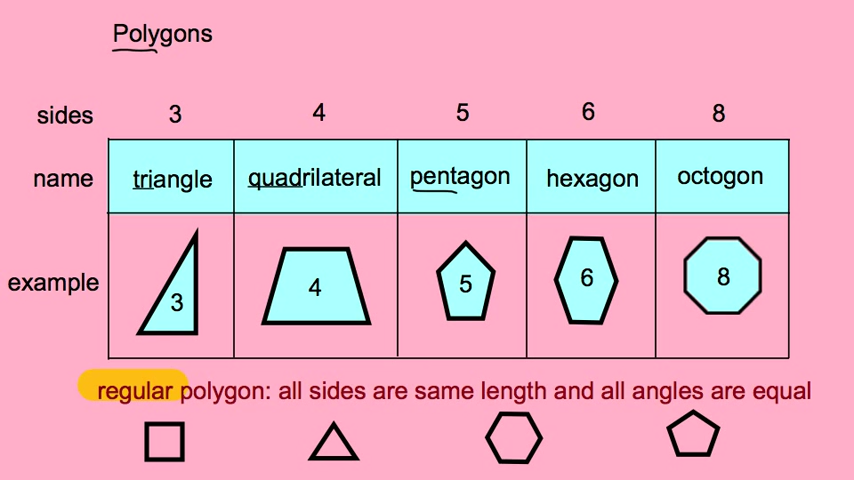 Polygons
sides 3 4 5 6 8
name triangle quadrilateral pentagon hexagon octogon
example 3 4 5 6 8
regular polygon: all sides are same length and all angles are equal